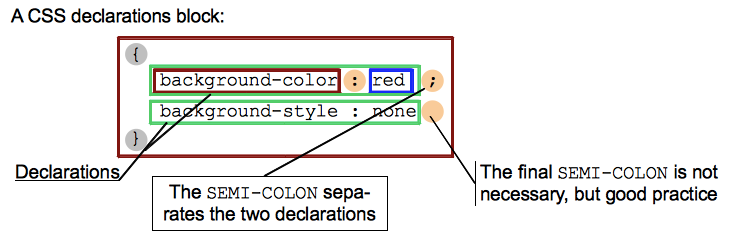 A CSS declarations block:
{
background-color : red ;
background-style : none
}
Declarations
The SEMI-COLON sepa-
rates the two declarations
The final SEMI-COLON is not
necessary, but good practice